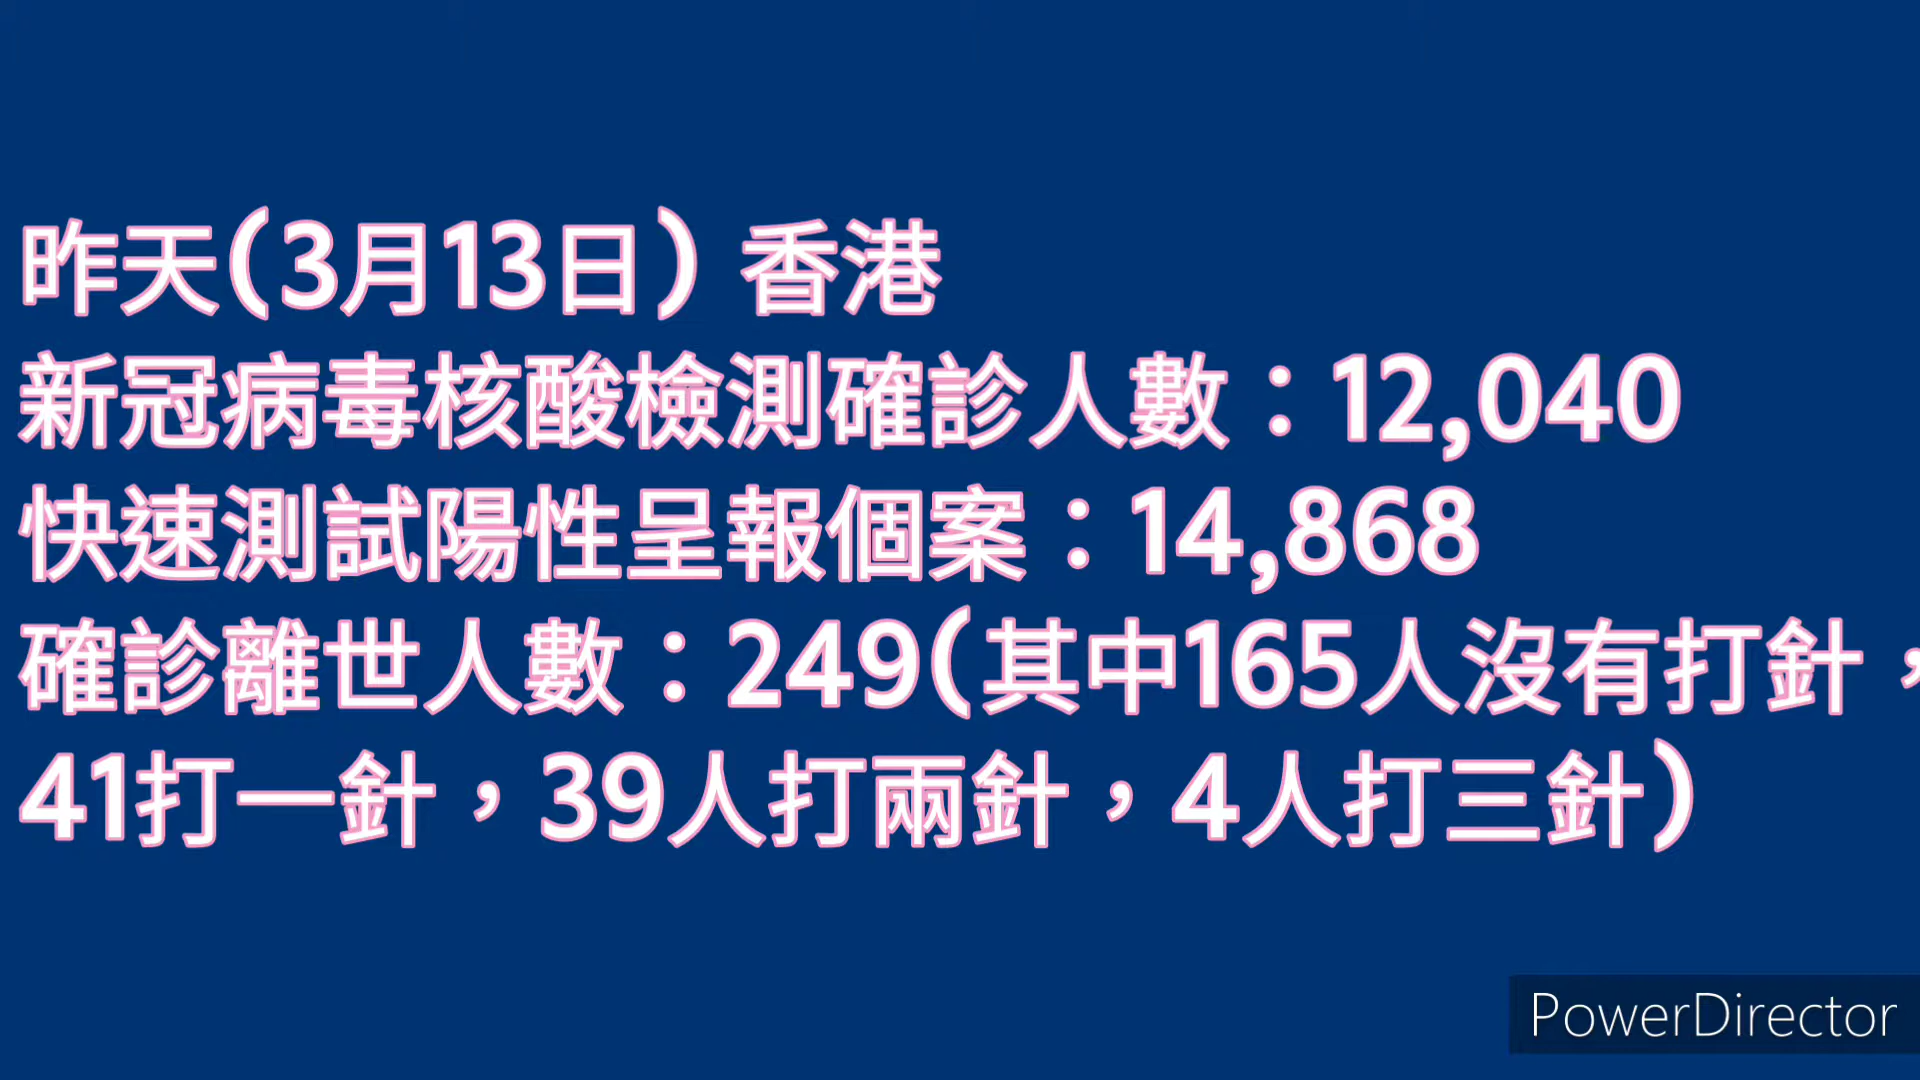 昨天(3月13日) 香港
新冠病毒核酸檢測確診人數：12,040
快速測試陽性呈報個案：14,868
確診離世人數：249(其中165人沒有打針，
41打一針，39人打兩針，4人打三針)
PowerDirector